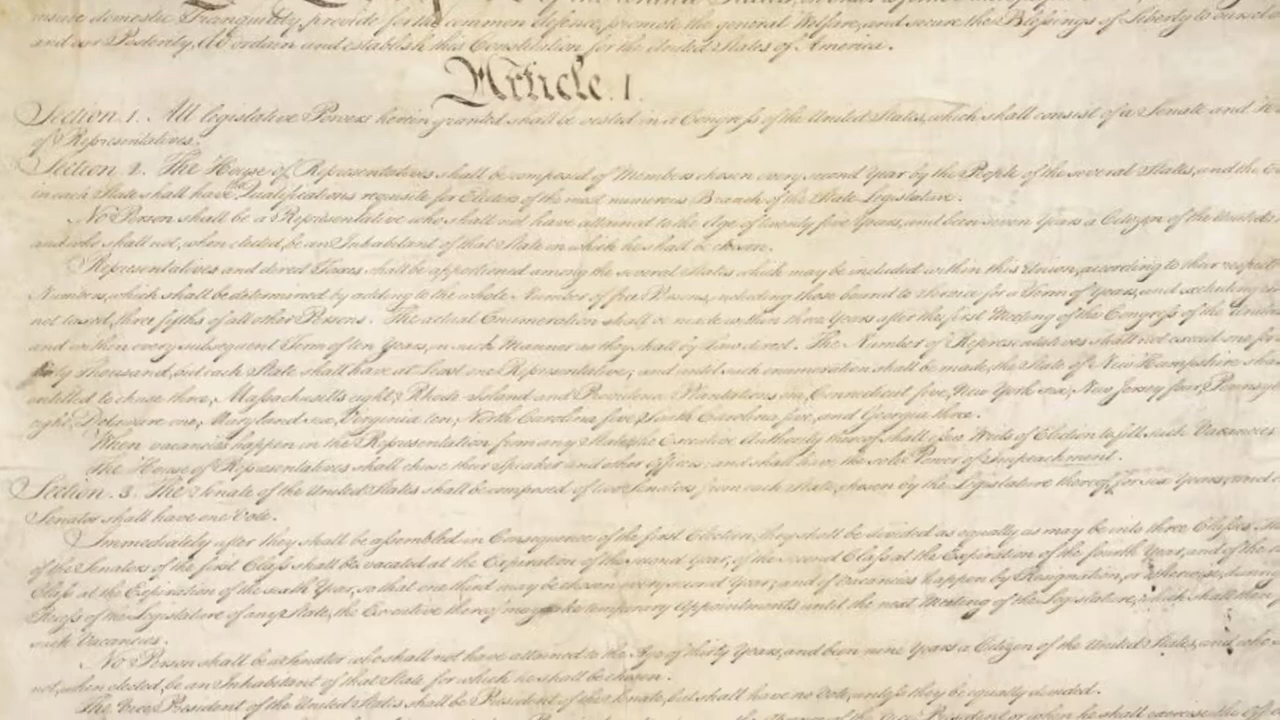 insure domestic Tranquility, provide for the common defence, promote the general Welfare, and secure the Blessings of Liberty to oursel
and our Posterity, do ordain and establish this Constitution for the United States of America.
Article. I.
Section. 1. All legislative Powers herein granted shall be vested in a Congress of the United States, which shall consist of a Senate and
of Representatives.
Section. 2. The House of Representatives shall be composed of Members chosen every second Year by the People of the several States, and the
in each State shall have the Qualifications requisite for Electors of the most numerous Branch of the State Legislature.
No Person shall be a Representative who shall not have attained to the Age of twenty five Years, and been seven Years a Citizen of the United
and who shall not, when elected, be an Inhabitant of that State in which he shall be chosen.
Representatives and direct Taxes shall be apportioned among the several States which may be included within this Union, according to their respect
Numbers, which shall be determined by adding to the whole Number of free Persons, including those bound to Service for a Term of Years, and excluding
not taxed, three fifths of all other Persons. The actual Enumeration shall be made within three Years after the first Meeting of the Congress of the United
and within every subsequent Term of ten Years, in such Manner as they shall by Law direct. The Number of Representatives shall not exceed one for
thirty Thousand, but each State shall have at Least one Representative; and until such enumeration shall be made, the State of New Hampshire shall
entitled to chuse three, Massachusetts eight, Rhode-Island and Providence Plantations one, Connecticut five, New-York six, New Jersey four, Pennsyl
eight, Delaware one, Maryland six, Virginia ten, North Carolina five, South Carolina five, and Georgia three.
When vacancies happen in the Representation from any State, the Executive Authority thereof shall issue Writs of Election to fill such Vacancies
The House of Representatives shall chuse their Speaker and other Officers; and shall have the sole Power of Impeachment.
Section. 3. The Senate of the United States shall be composed of two Senators from each State, chosen by the Legislature thereof, for six Years; and
Senator shall have one Vote.
Immediately after they shall be assembled in Consequence of the first Election, they shall be divided as equally as may be into three Classes.
of the Senators of the first Class shall be vacated at the Expiration of the second Year, of the second Class at the Expiration of the fourth Year, and of the
Class at the Expiration of the sixth Year, so that one third may be chosen every second Year; and if Vacancies happen by Resignation, or otherwise, during
Recess of the Legislature of any State, the Executive thereof may make temporary Appointments until the next Meeting of the Legislature, which shall then
such Vacancies.
No Person shall be a Senator who shall not have attained to the Age of thirty Years, and been nine Years a Citizen of the United States, and who
not, when elected, be an Inhabitant of that State for which he shall be chosen.
The Vice President of the United States shall be President of the Senate, but shall have no Vote, unless they be equally divided.